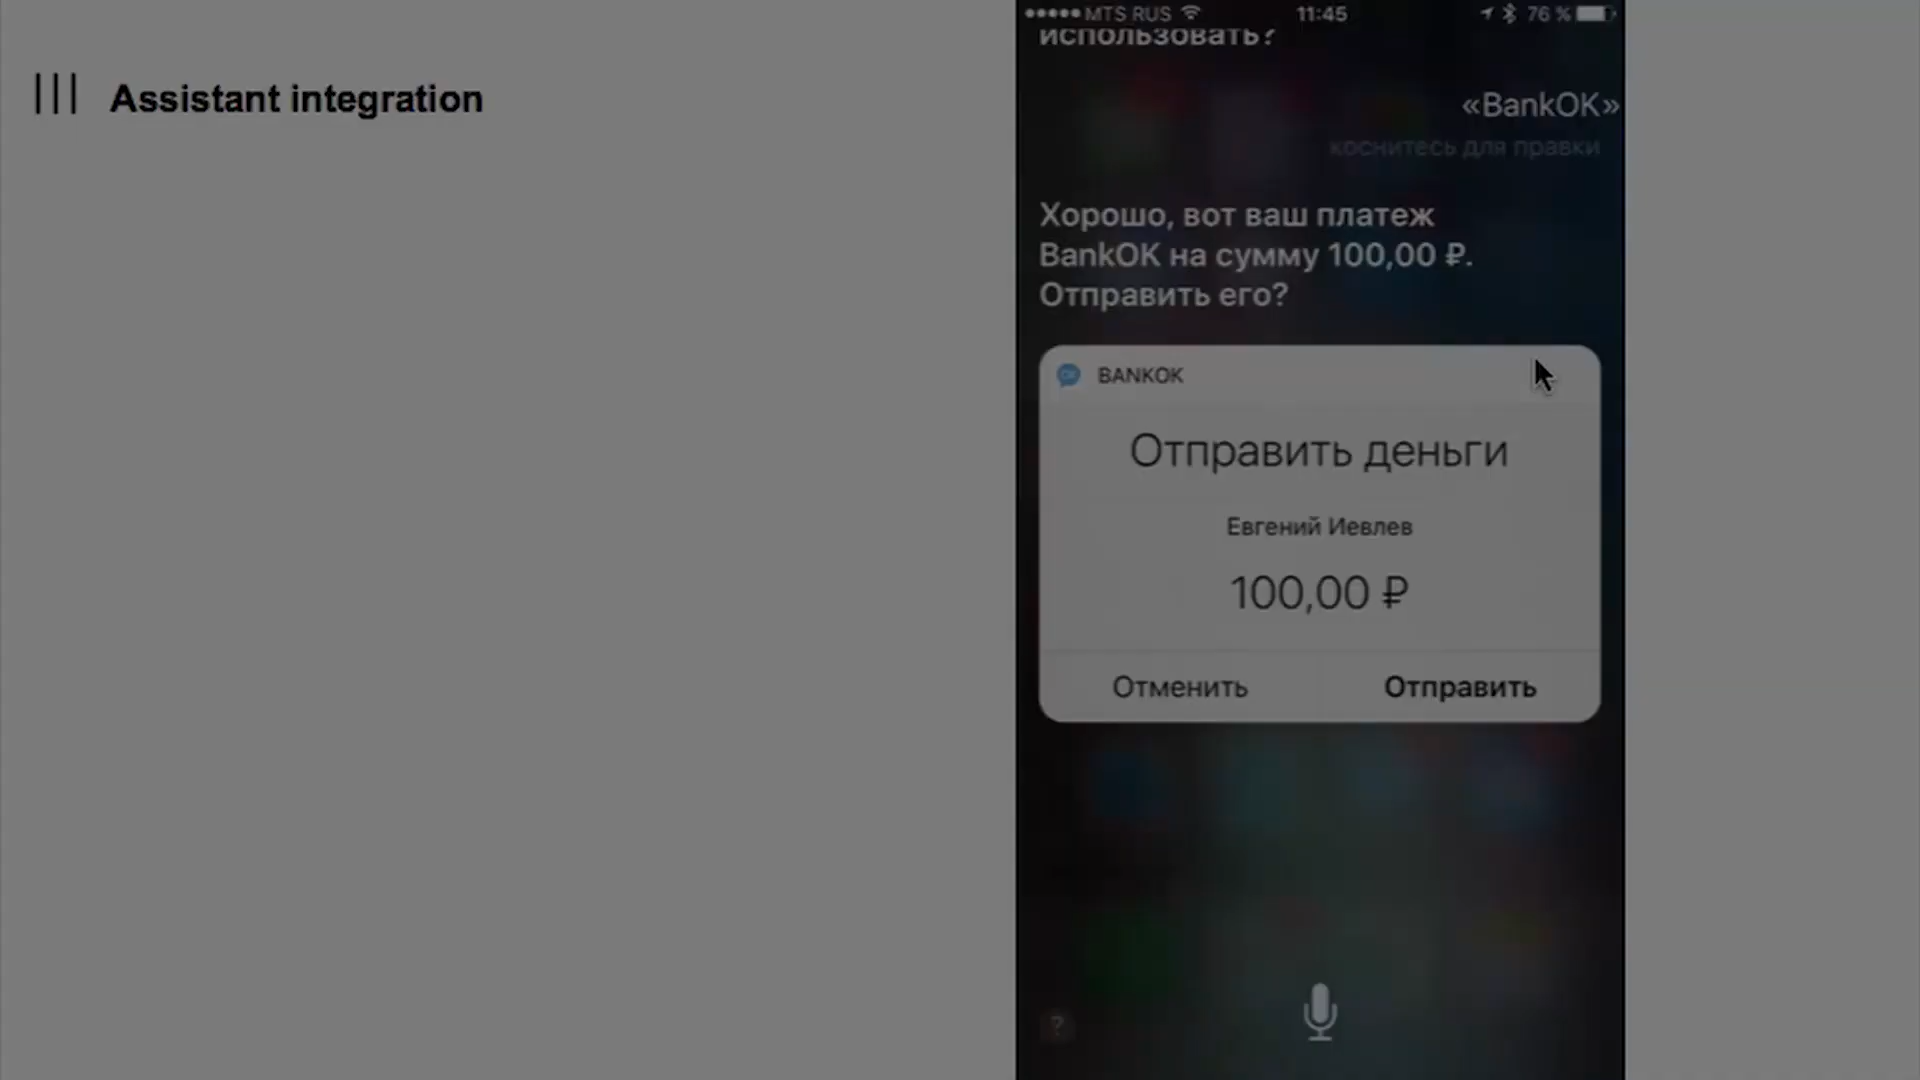 Assistant integration
MTS RUS 11:45 76 %
использовать?
«BankOK»
коснитесь для правки
Хорошо, вот ваш платеж
BankOK на сумму 100,00 ₽.
Отправить его?
BANKOK
Отправить деньги
Евгений Иевлев
100,00 ₽
Отменить Отправить
?